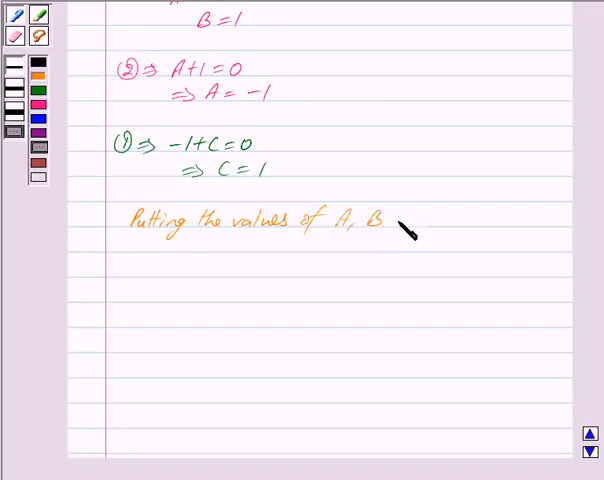 B = 1
② ⇒ A+1 = 0
⇒ A = -1
① ⇒ -1+C = 0
⇒ C = 1
Putting the values of A, B